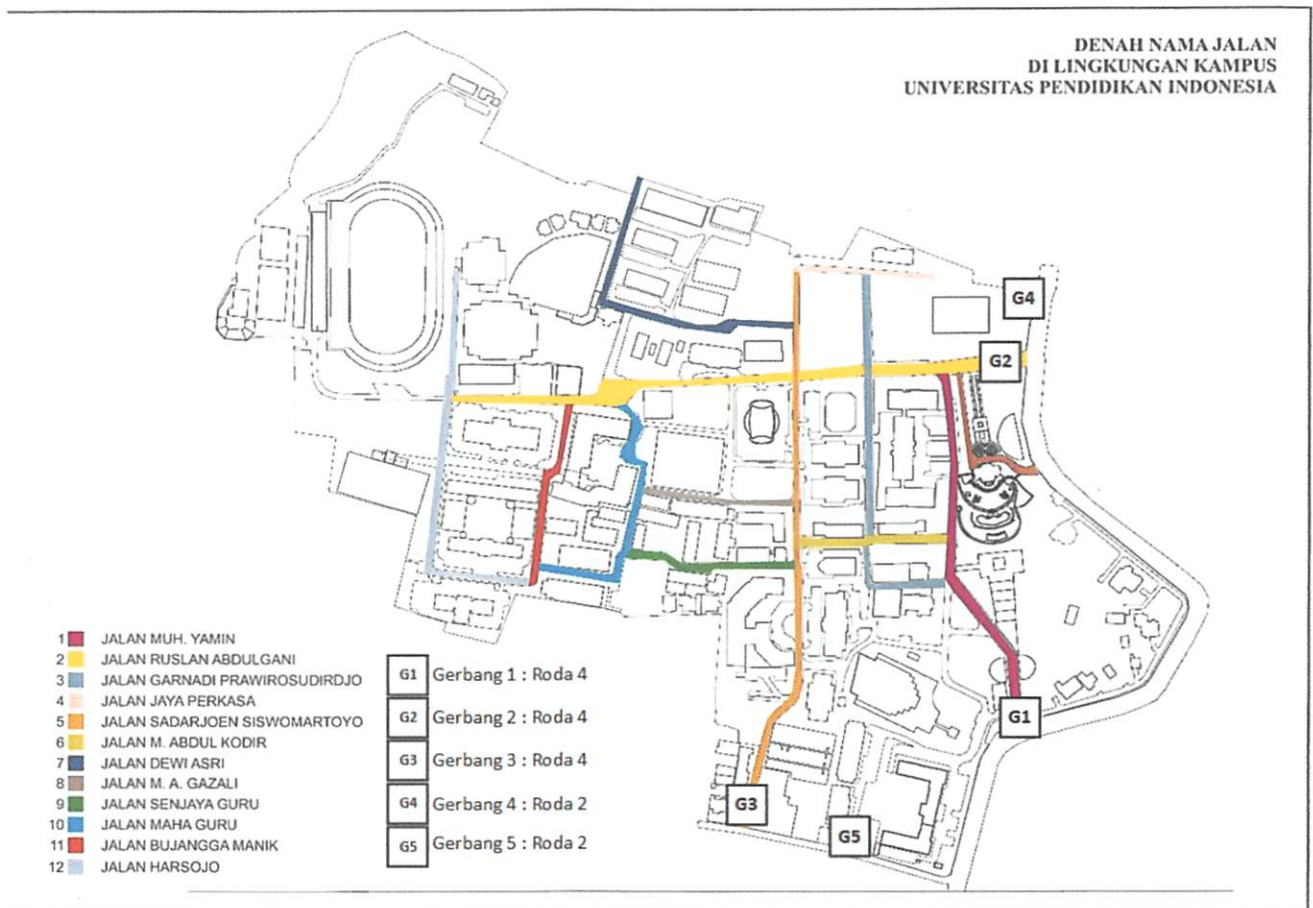 DENAH NAMA JALAN
DI LINGKUNGAN KAMPUS
UNIVERSITAS PENDIDIKAN INDONESIA
G4
G2
G1
G3
G5
1 JALAN MUH. YAMIN
2 JALAN RUSLAN ABDULGANI
3 JALAN GARNADI PRAWIROSUDIRDJO
4 JALAN JAYA PERKASA
5 JALAN SADARJOEN SISWOMARTOYO
6 JALAN M. ABDUL KODIR
7 JALAN DEWI ASRI
8 JALAN M. A. GAZALI
9 JALAN SENJAYA GURU
10 JALAN MAHA GURU
11 JALAN BUJANGGA MANIK
12 JALAN HARSOJO
G1 Gerbang 1 : Roda 4
G2 Gerbang 2 : Roda 4
G3 Gerbang 3 : Roda 4
G4 Gerbang 4 : Roda 2
G5 Gerbang 5 : Roda 2